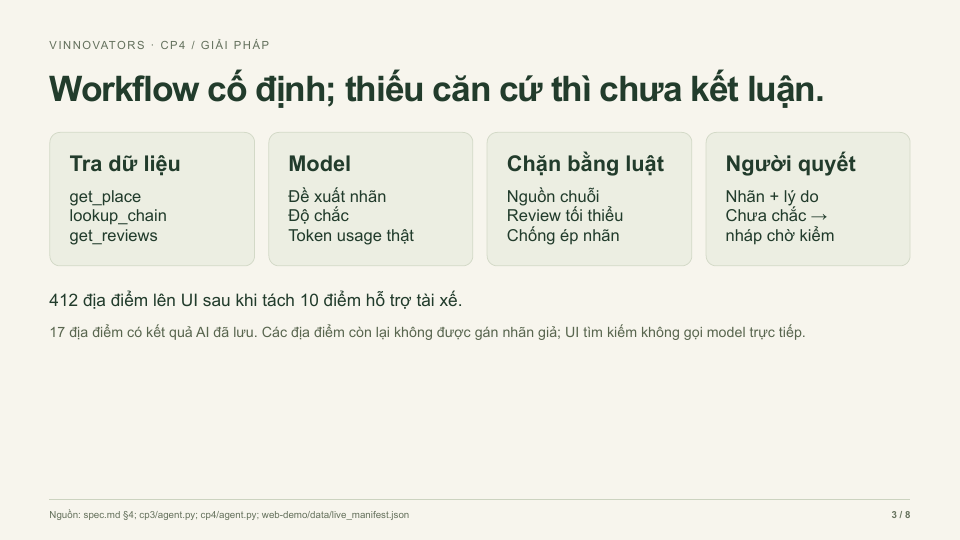 VINNOVATORS · CP4 / GIẢI PHÁP
Workflow cố định; thiếu căn cứ thì chưa kết luận.
Tra dữ liệu
get_place
lookup_chain
get_reviews
Model
Đề xuất nhãn
Độ chắc
Token usage thật
Chặn bằng luật
Nguồn chuỗi
Review tối thiểu
Chống ép nhãn
Người quyết
Nhãn + lý do
Chưa chắc →
nháp chờ kiểm
412 địa điểm lên UI sau khi tách 10 điểm hỗ trợ tài xế.
17 địa điểm có kết quả AI đã lưu. Các địa điểm còn lại không được gán nhãn giả; UI tìm kiếm không gọi model trực tiếp.
Nguồn: spec.md §4; cp3/agent.py; cp4/agent.py; web-demo/data/live_manifest.json
3 / 8